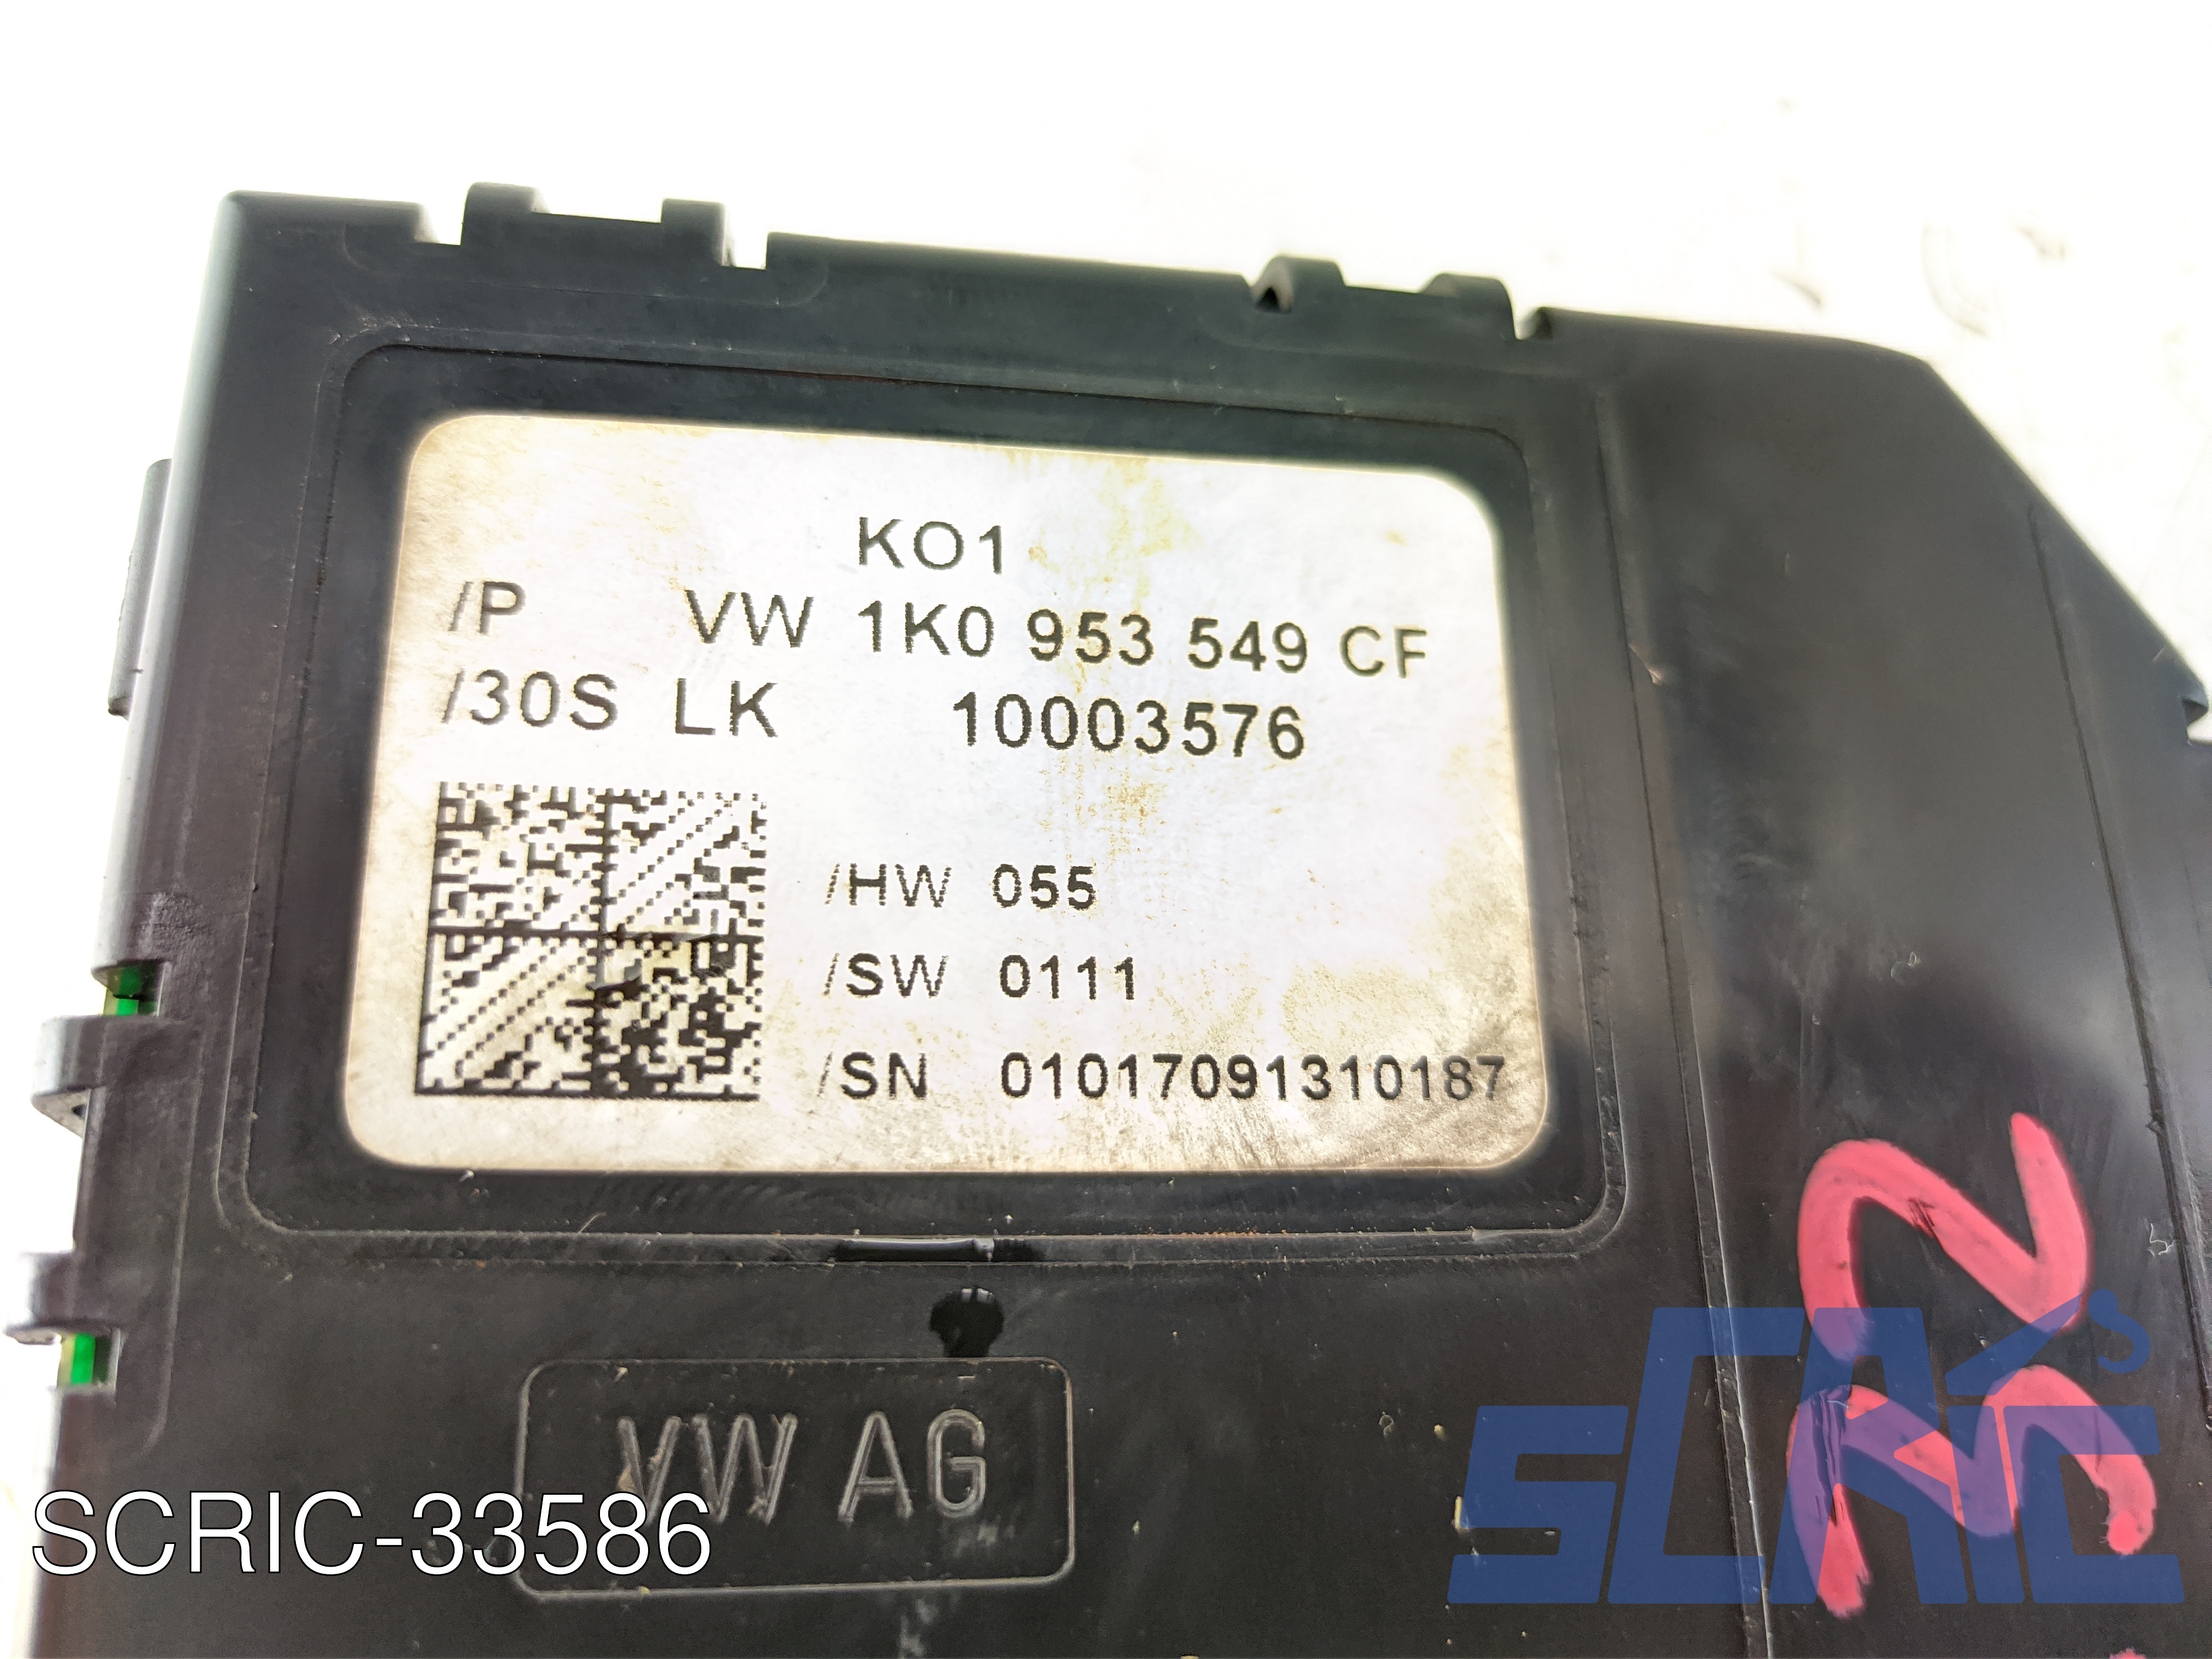 KO1
/P VW 1K0 953 549 CF
/30S LK 10003576
/HW 055
/SW 0111
/SN 01017091310187
VW AG
SCRIC-33586
SCRIC